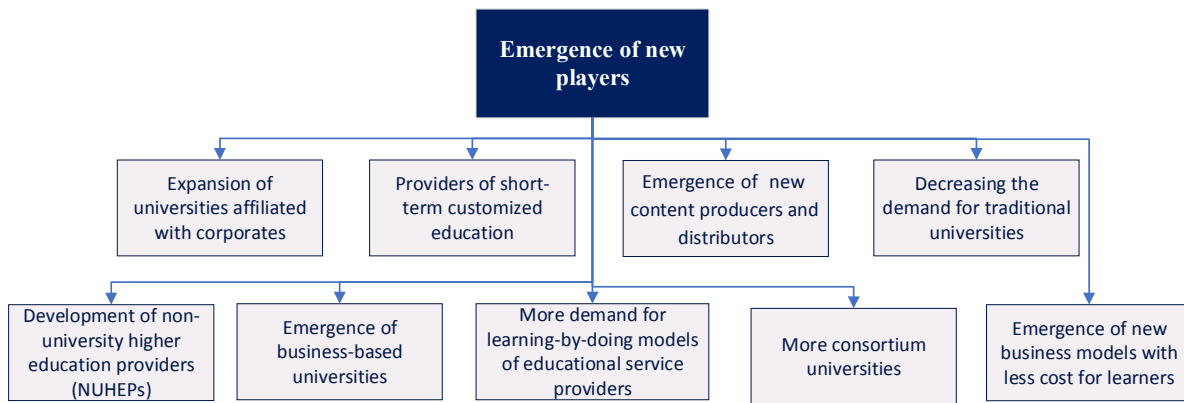 Emergence of new
players
Expansion of
universities affiliated
with corporates
Providers of short-
term customized
education
Emergence of new
content producers and
distributors
Decreasing the
demand for traditional
universities
Development of non-
university higher
education providers
(NUHEPs)
Emergence of
business-based
universities
More demand for
learning-by-doing models
of educational service
providers
More consortium
universities
Emergence of new
business models with
less cost for learners